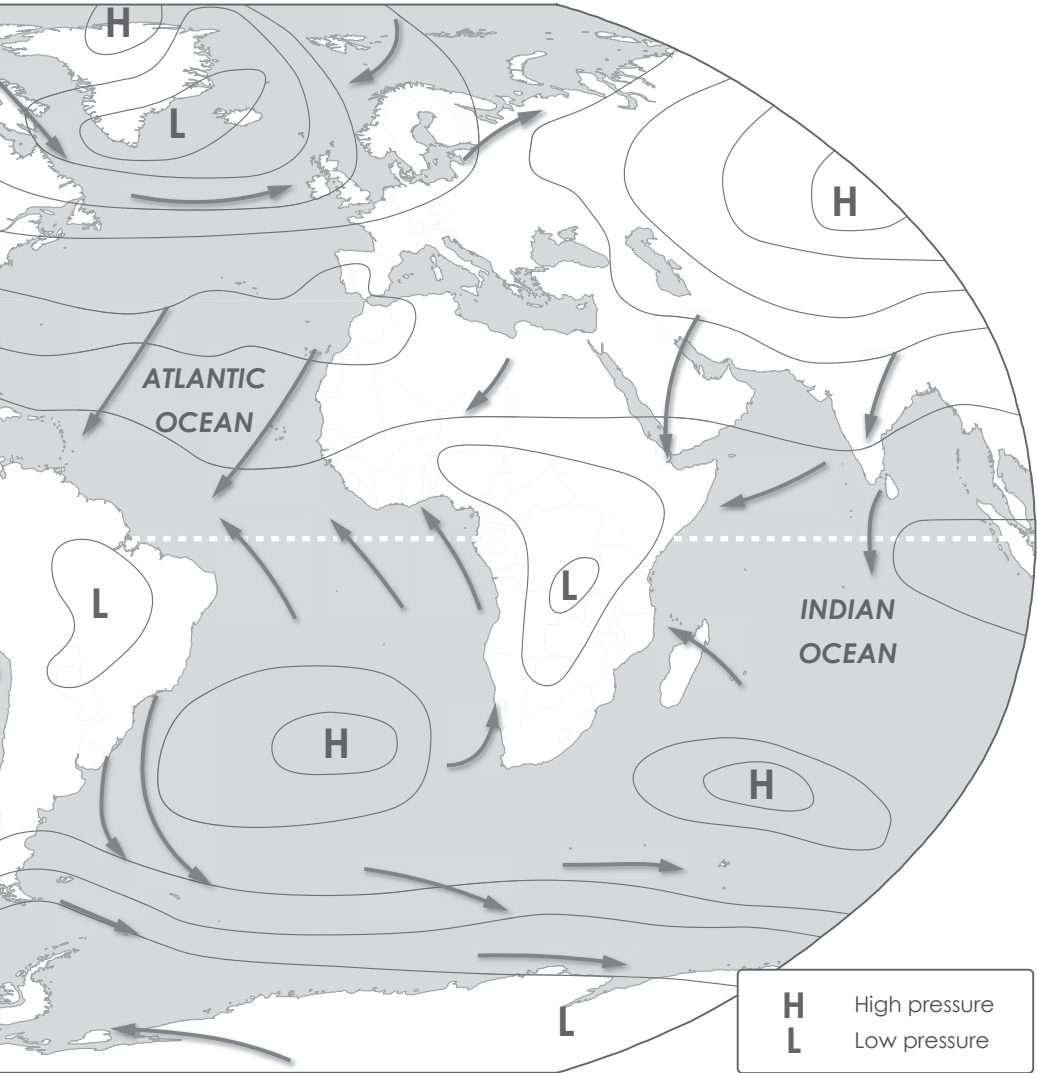 H
L
H
ATLANTIC
OCEAN
L
L
INDIAN
OCEAN
H
H
L
H High pressure
L Low pressure